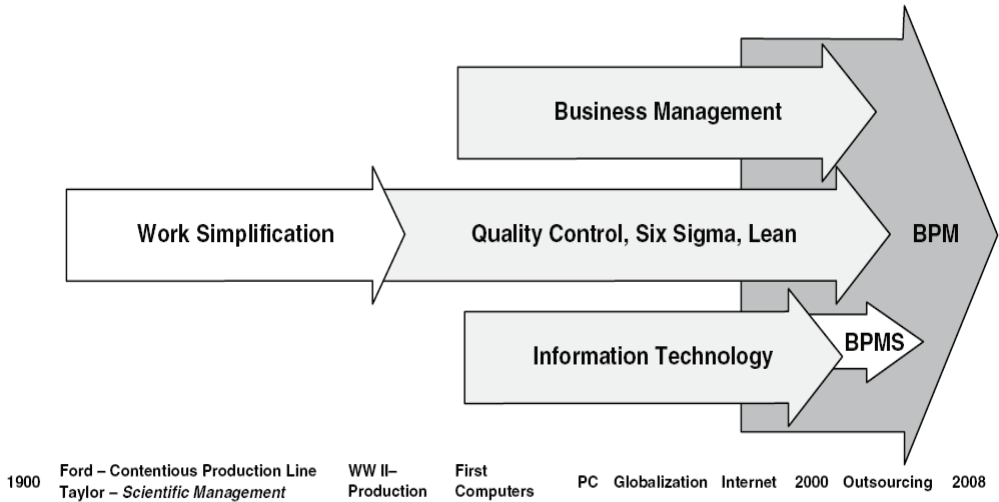 Business Management
Work Simplification
Quality Control, Six Sigma, Lean
BPM
Information Technology
BPMS
1900
Ford – Contentious Production Line
Taylor – Scientific Management
WW II–
Production
First
Computers
PC Globalization Internet 2000 Outsourcing 2008